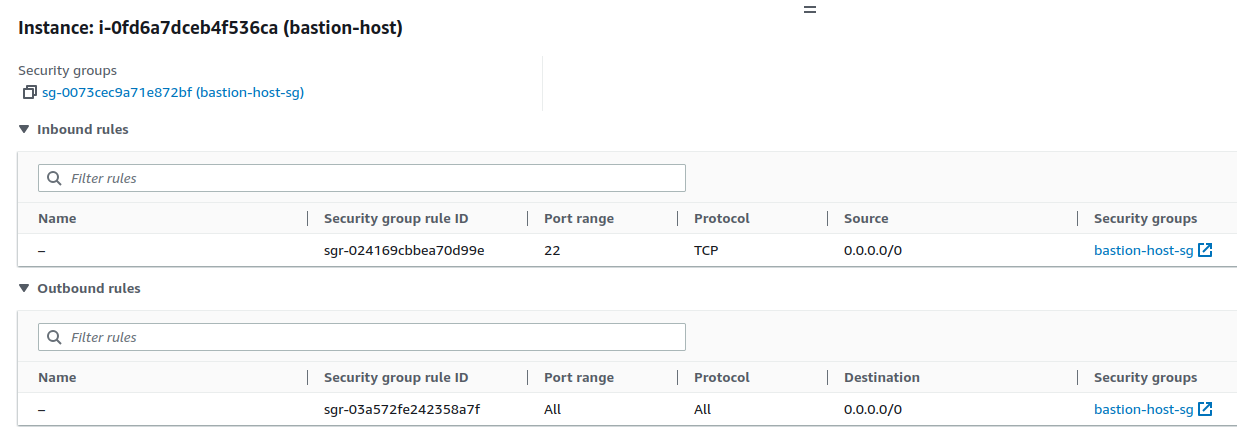 Instance: i-0fd6a7dceb4f536ca (bastion-host)
Security groups
sg-0073cec9a71e872bf (bastion-host-sg)
Inbound rules
Filter rules
Name Security group rule ID Port range Protocol Source Security groups
– sgr-024169cbbea70d99e 22 TCP 0.0.0.0/0 bastion-host-sg
Outbound rules
Filter rules
Name Security group rule ID Port range Protocol Destination Security groups
– sgr-03a572fe242358a7f All All 0.0.0.0/0 bastion-host-sg